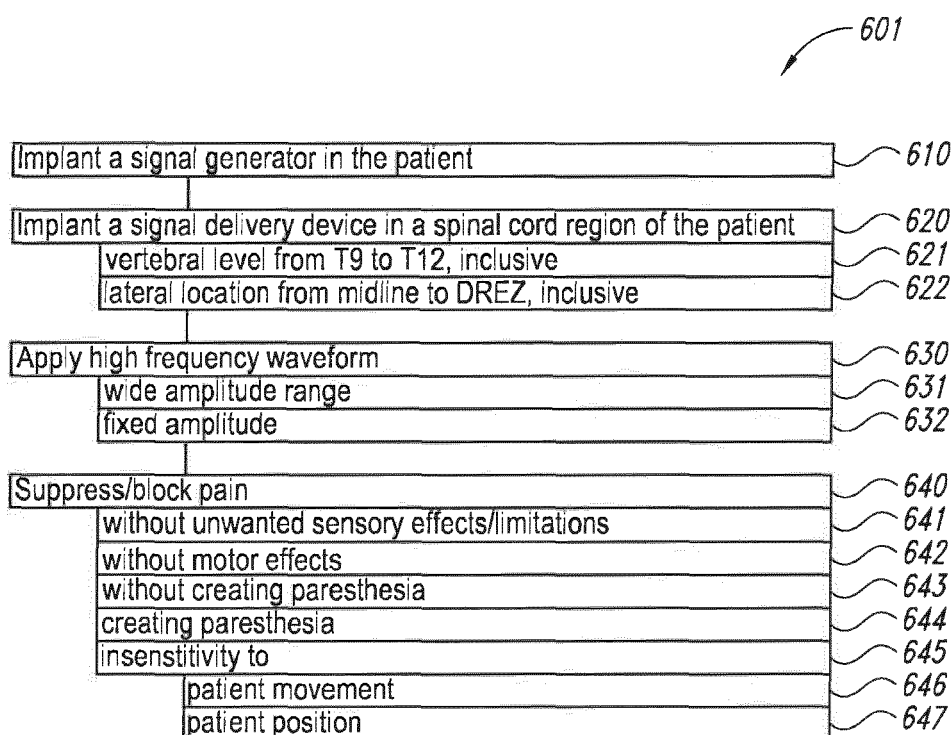 601
Implant a signal generator in the patient 610
Implant a signal delivery device in a spinal cord region of the patient 620
vertebral level from T9 to T12, inclusive 621
lateral location from midline to DREZ, inclusive 622
Apply high frequency waveform 630
wide amplitude range 631
fixed amplitude 632
Suppress/block pain 640
without unwanted sensory effects/limitations 641
without motor effects 642
without creating paresthesia 643
creating paresthesia 644
insenstitivity to 645
patient movement 646
patient position 647